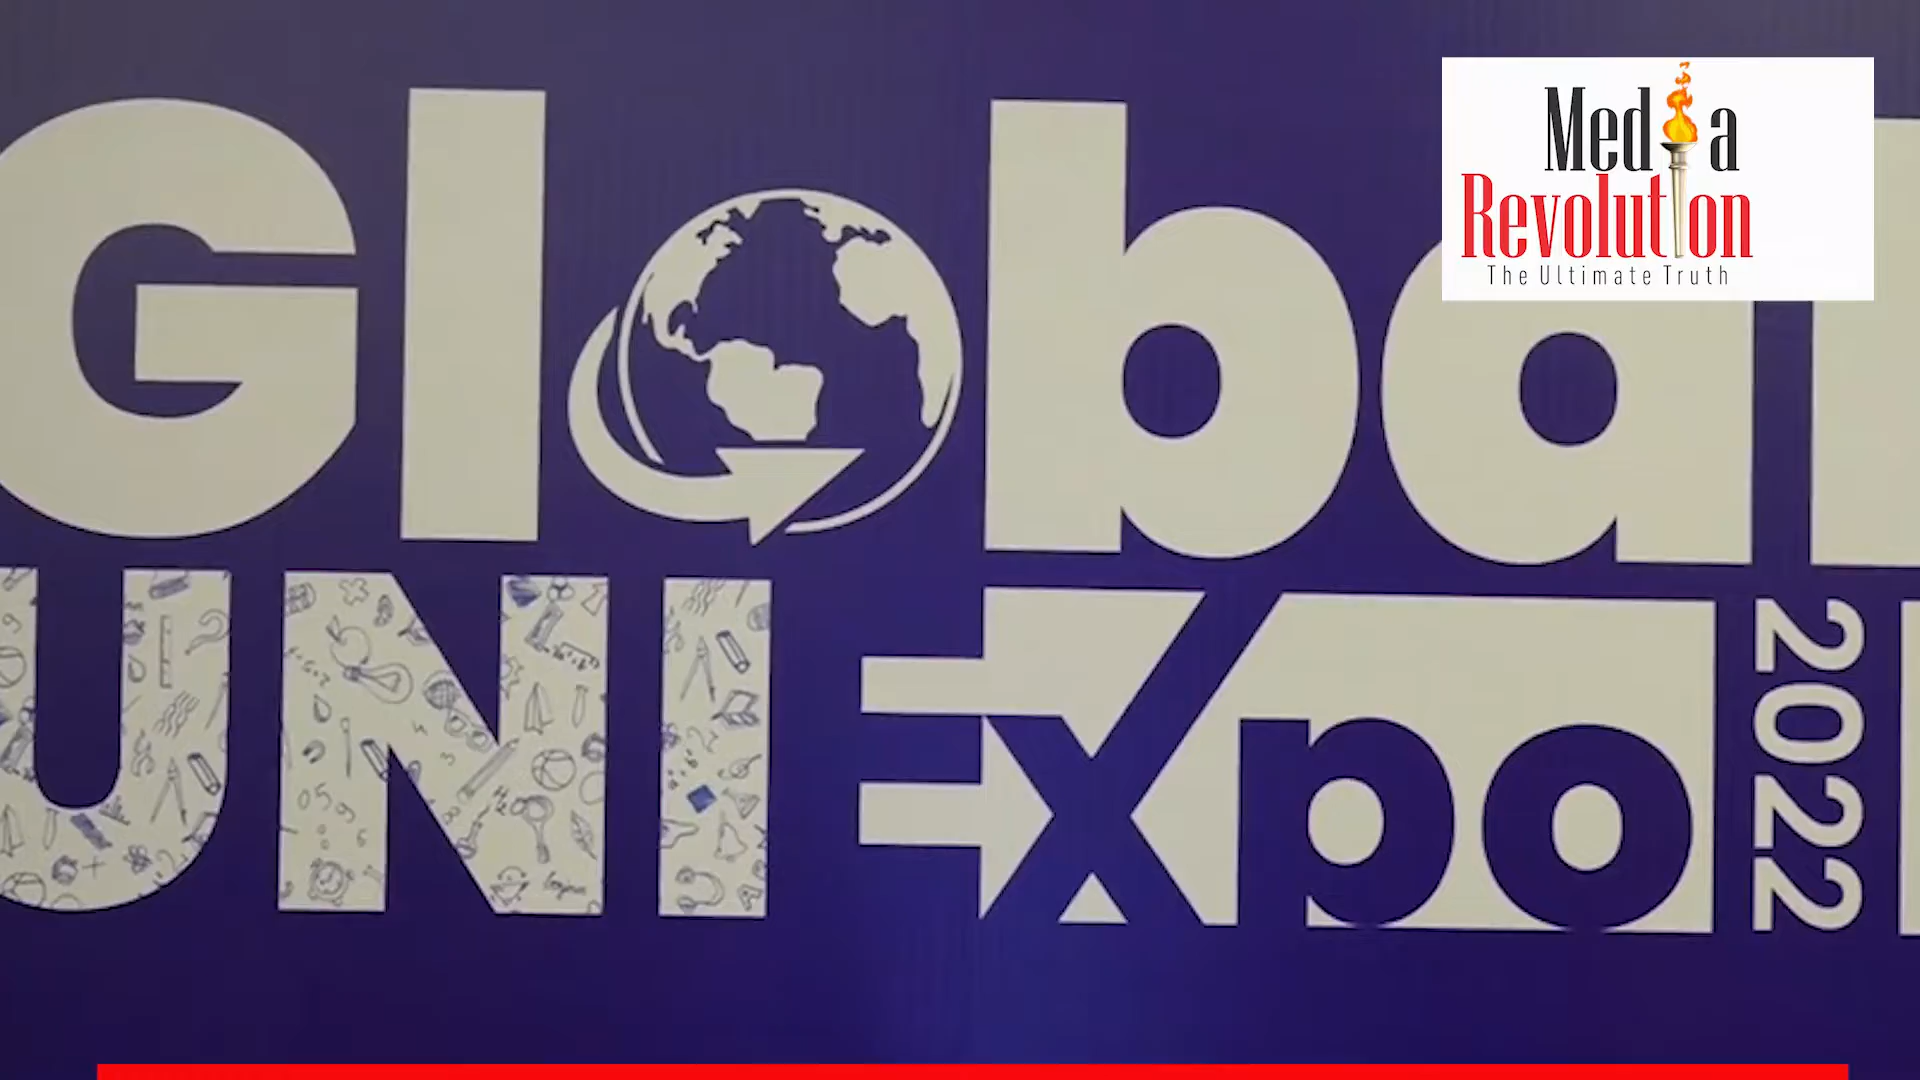 Global
Media
Revolution
The Ultimate Truth
UNI Expo 2022